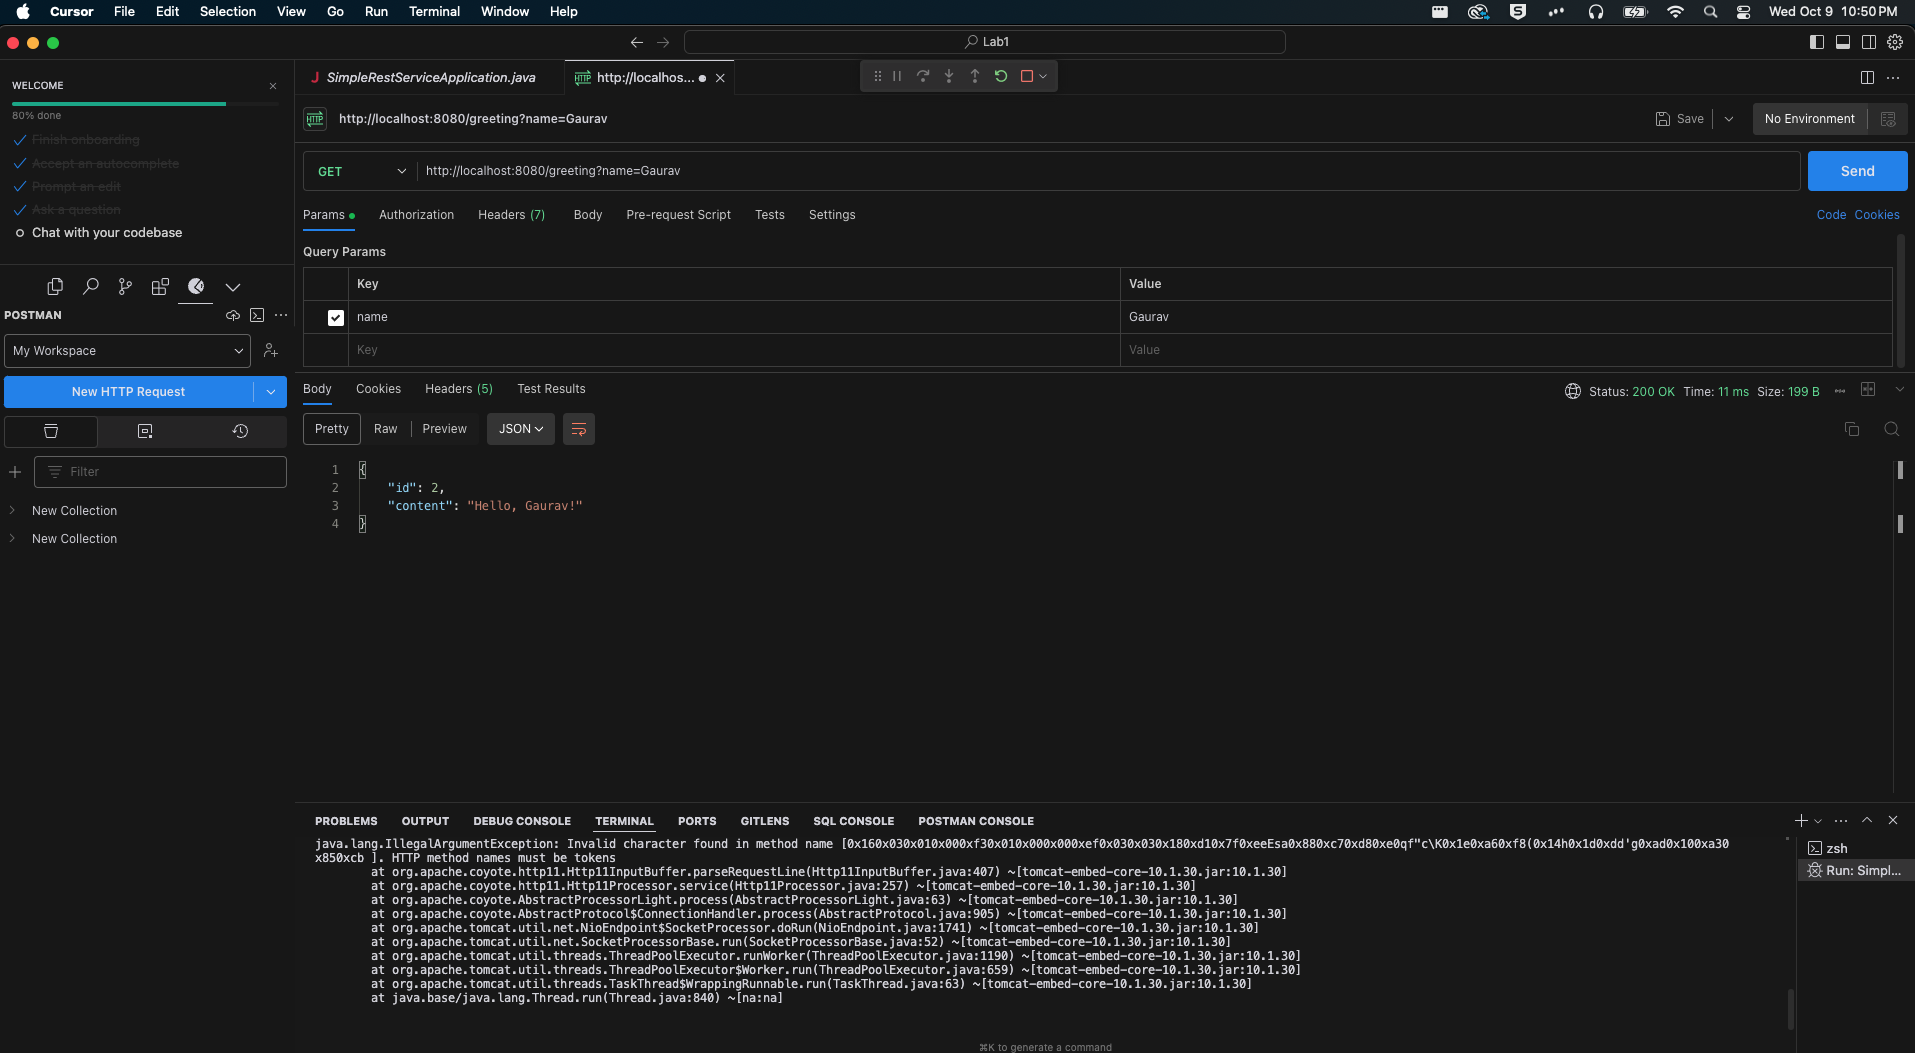 Cursor File Edit Selection View Go Run Terminal Window Help
Wed Oct 9 10:50 PM
Lab1
WELCOME
80% done
Finish onboarding
Accept an autocomplete
Prompt an edit
Ask a question
Chat with your codebase
POSTMAN
My Workspace
New HTTP Request
Filter
New Collection
New Collection
J SimpleRestServiceApplication.java
HTTP http://localhos...
HTTP http://localhost:8080/greeting?name=Gaurav
Save
No Environment
GET http://localhost:8080/greeting?name=Gaurav
Send
Params Authorization Headers (7) Body Pre-request Script Tests Settings
Code Cookies
Query Params
Key Value
name Gaurav
Key Value
Body Cookies Headers (5) Test Results
Status: 200 OK Time: 11 ms Size: 199 B
Pretty Raw Preview JSON
1 {
2 "id": 2,
3 "content": "Hello, Gaurav!"
4 }
PROBLEMS OUTPUT DEBUG CONSOLE TERMINAL PORTS GITLENS SQL CONSOLE POSTMAN CONSOLE
java.lang.IllegalArgumentException: Invalid character found in method name [0x160x030x010x000xf30x010x000x000xef0x030x030x180xd10x7f0xeeEsa0x880xc70xd80xe0qf"c\K0x1e0xa60xf8(0x14h0x1d0xdd'g0xad0x100xa30
x850xcb ]. HTTP method names must be tokens
at org.apache.coyote.http11.Http11InputBuffer.parseRequestLine(Http11InputBuffer.java:407) ~[tomcat-embed-core-10.1.30.jar:10.1.30]
at org.apache.coyote.http11.Http11Processor.service(Http11Processor.java:257) ~[tomcat-embed-core-10.1.30.jar:10.1.30]
at org.apache.coyote.AbstractProcessorLight.process(AbstractProcessorLight.java:63) ~[tomcat-embed-core-10.1.30.jar:10.1.30]
at org.apache.coyote.AbstractProtocol$ConnectionHandler.process(AbstractProtocol.java:905) ~[tomcat-embed-core-10.1.30.jar:10.1.30]
at org.apache.tomcat.util.net.NioEndpoint$SocketProcessor.doRun(NioEndpoint.java:1741) ~[tomcat-embed-core-10.1.30.jar:10.1.30]
at org.apache.tomcat.util.net.SocketProcessorBase.run(SocketProcessorBase.java:52) ~[tomcat-embed-core-10.1.30.jar:10.1.30]
at org.apache.tomcat.util.threads.ThreadPoolExecutor.runWorker(ThreadPoolExecutor.java:1190) ~[tomcat-embed-core-10.1.30.jar:10.1.30]
at org.apache.tomcat.util.threads.ThreadPoolExecutor$Worker.run(ThreadPoolExecutor.java:659) ~[tomcat-embed-core-10.1.30.jar:10.1.30]
at org.apache.tomcat.util.threads.TaskThread$WrappingRunnable.run(TaskThread.java:63) ~[tomcat-embed-core-10.1.30.jar:10.1.30]
at java.base/java.lang.Thread.run(Thread.java:840) ~[na:na]
zsh
Run: Simpl...
⌘K to generate a command